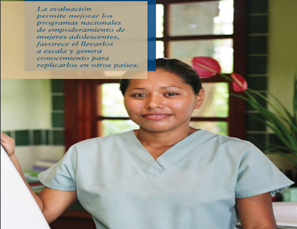 La evaluación
permite mejorar los
programas nacionales
de empoderamiento de
mujeres adolescentes,
favorece el llevarlos
a escala y genera
conocimiento para
replicarlos en otros países.